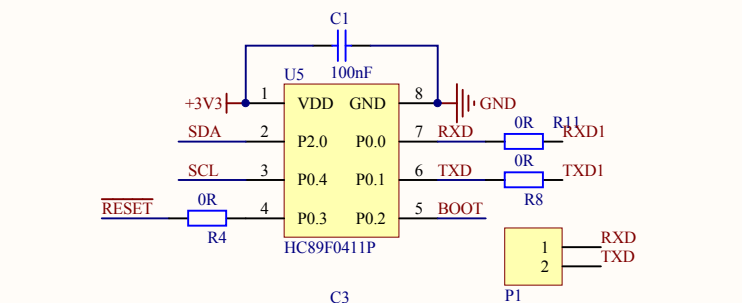 C1
100nF
U5
+3V3 1 VDD GND 8 GND
SDA 2 P2.0 P0.0 7 RXD 0R R11 RXD1
SCL 3 P0.4 P0.1 6 TXD 0R R8 TXD1
RESET 0R R4 4 P0.3 P0.2 5 BOOT
HC89F0411P
1 RXD
2 TXD
P1
C3